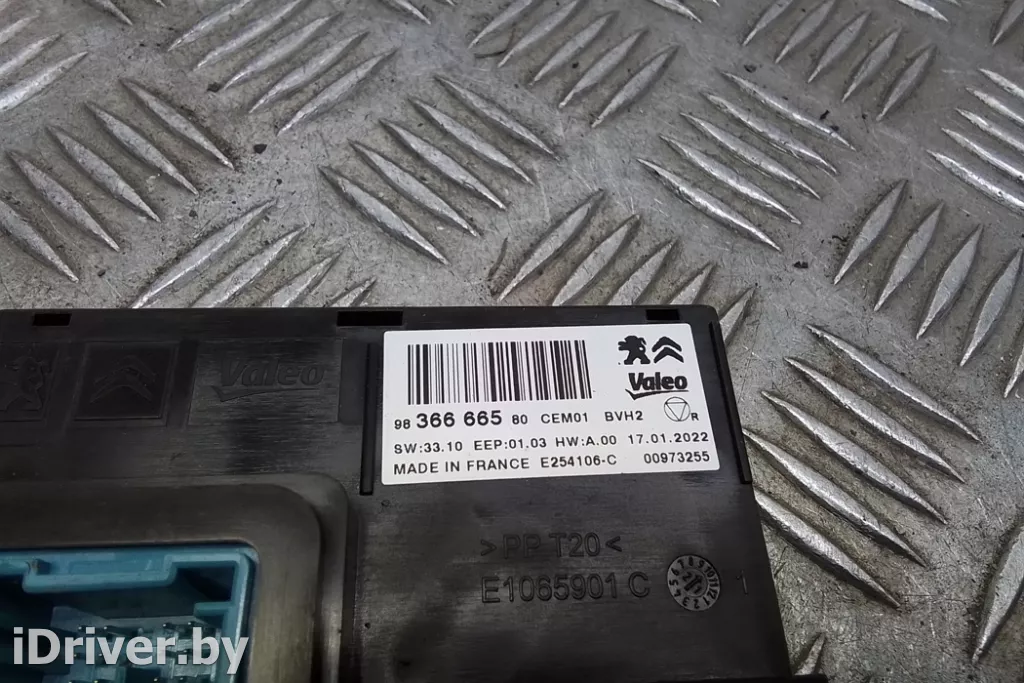 Valeo
Valeo
98 366 665 80 CEM01 BVH2
R
SW:33.10 EEP:01.03 HW:A.00 17.01.2022
MADE IN FRANCE E254106-C 00973255
>PP T20<
E1065901 C
1
iDriver.by